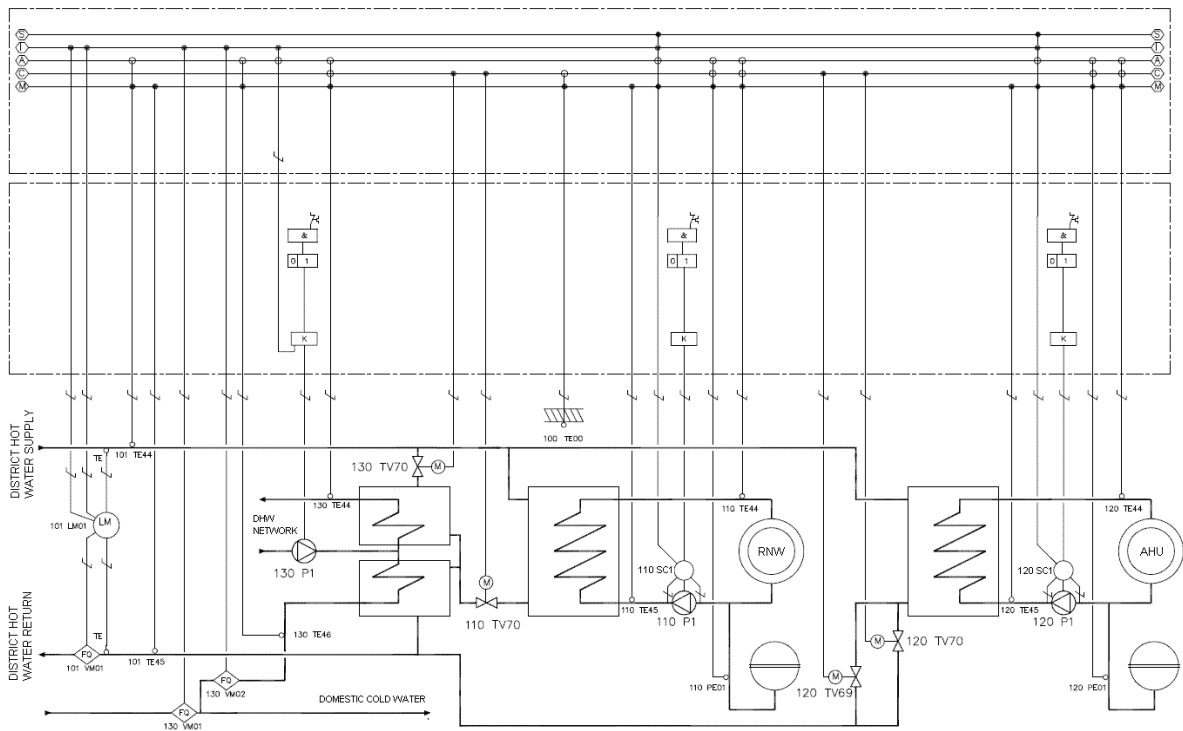 S S
I I
A A
C C
M M
& & &
0 1 0 1 0 1
K K K
DISTRICT HOT
WATER SUPPLY
TE
101 TE44
130 TV70
M
100 TE00
101 LM01
LM
130 TE44
DHW
NETWORK
130 P1
M
110 TV70
110 TE44
RNW
110 SC1
110 TE45
110 P1
120 TE44
AHU
120 SC1
120 TE45
120 P1
DISTRICT HOT
WATER RETURN
TE
FQ
101 VM01
101 TE45
130 TE46
M
120 TV70
M
120 TV69
FQ
130 VM02
110 PE01
120 PE01
DOMESTIC COLD WATER
FQ
130 VM01